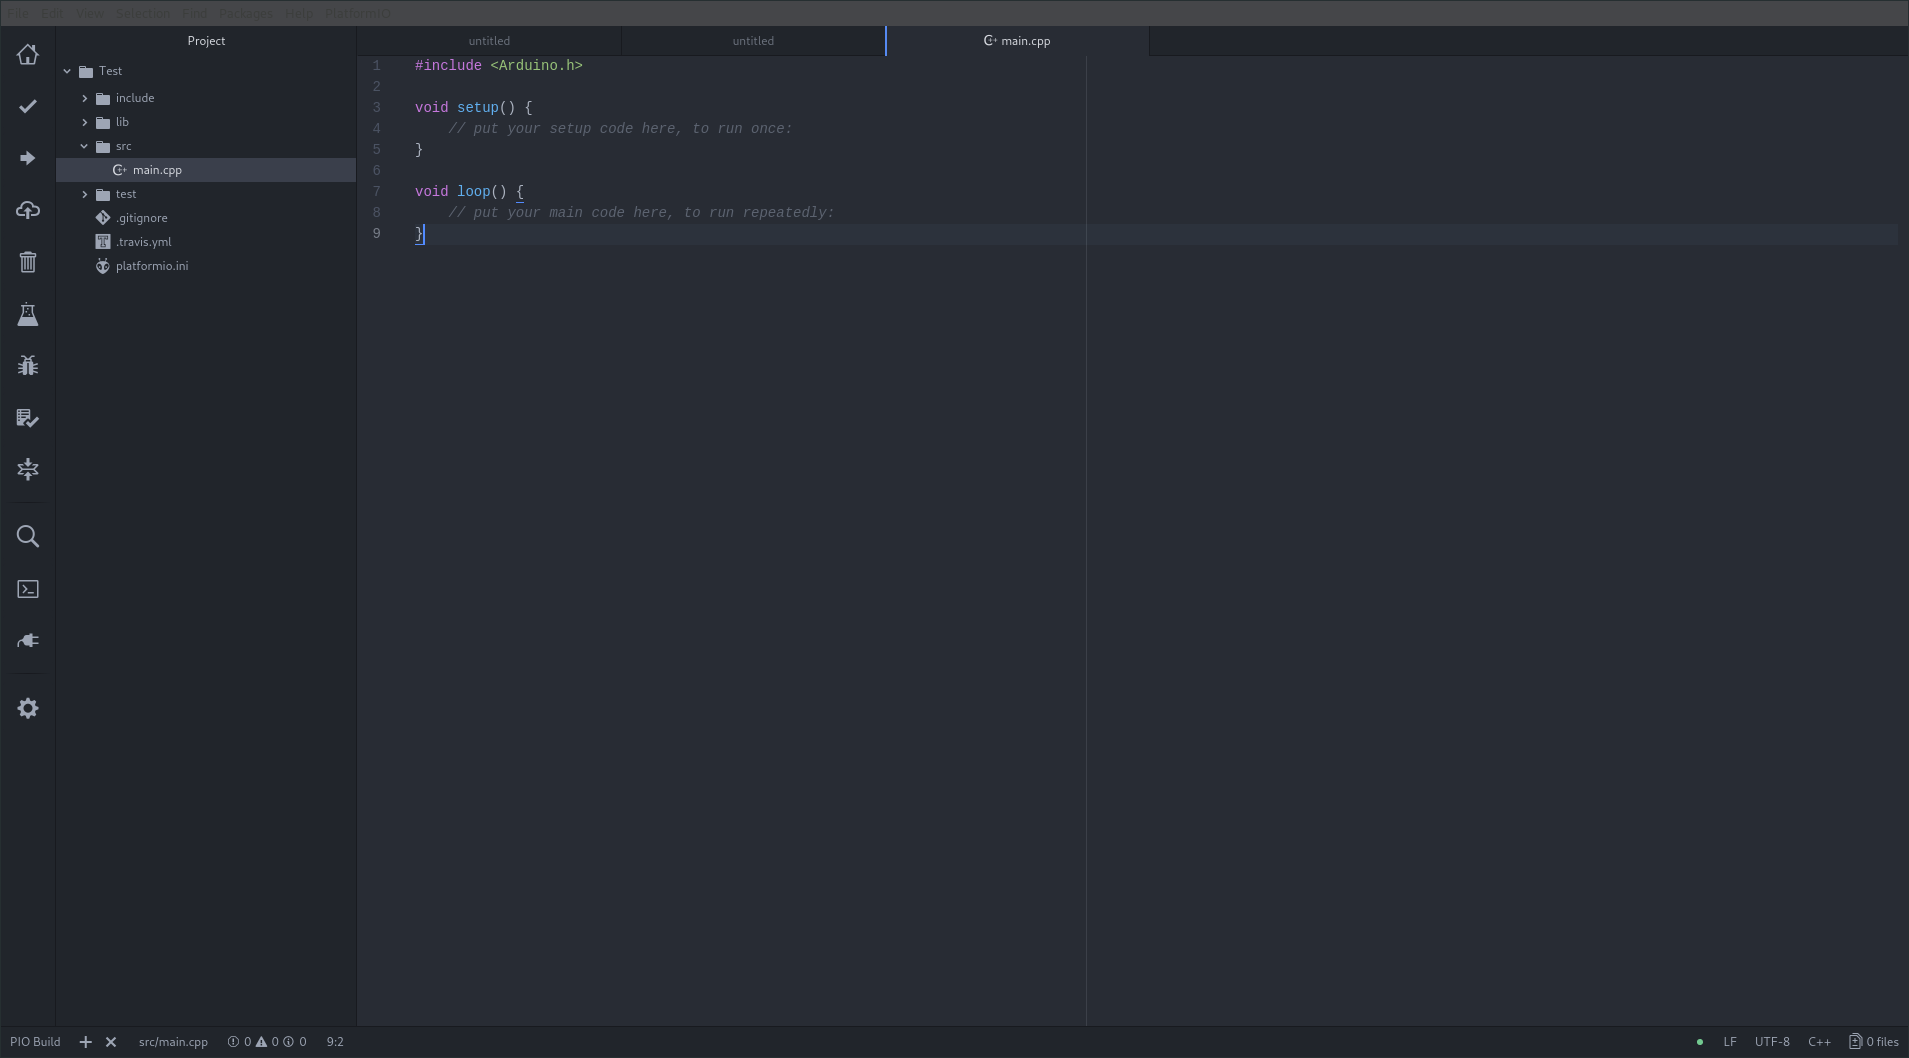 File Edit View Selection Find Packages Help PlatformIO
Project
untitled
untitled
main.cpp
Test
include
lib
src
main.cpp
test
.gitignore
.travis.yml
platformio.ini
1 #include <Arduino.h>
2
3 void setup() {
4     // put your setup code here, to run once:
5 }
6
7 void loop() {
8     // put your main code here, to run repeatedly:
9 }
PIO Build src/main.cpp 0 0 0 9:2 LF UTF-8 C++ 0 files